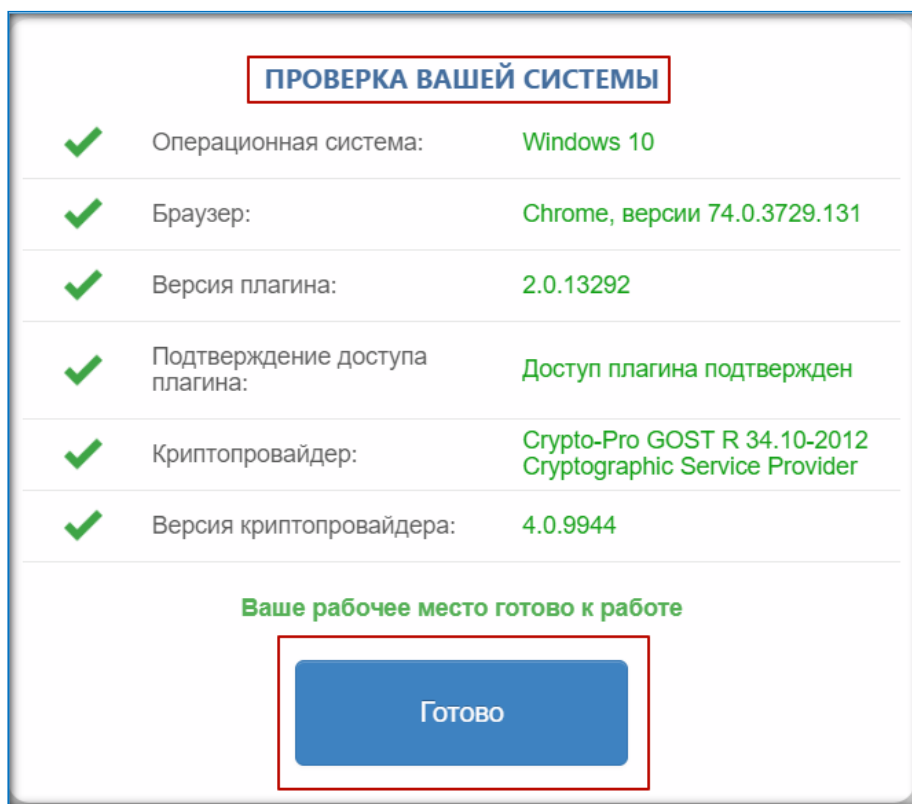 ПРОВЕРКА ВАШЕЙ СИСТЕМЫ
Операционная система: Windows 10
Браузер: Chrome, версии 74.0.3729.131
Версия плагина: 2.0.13292
Подтверждение доступа
плагина:
Доступ плагина подтвержден
Криптопровайдер:
Crypto-Pro GOST R 34.10-2012
Cryptographic Service Provider
Версия криптопровайдера: 4.0.9944
Ваше рабочее место готово к работе
Готово